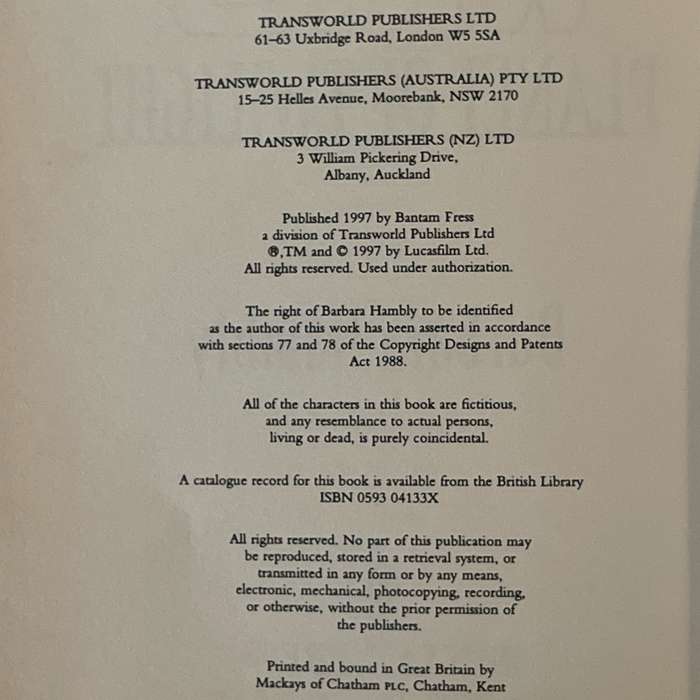 TRANSWORLD PUBLISHERS LTD
61–63 Uxbridge Road, London W5 5SA
TRANSWORLD PUBLISHERS (AUSTRALIA) PTY LTD
15–25 Helles Avenue, Moorebank, NSW 2170
TRANSWORLD PUBLISHERS (NZ) LTD
3 William Pickering Drive,
Albany, Auckland
Published 1997 by Bantam Press
a division of Transworld Publishers Ltd
®,TM and © 1997 by Lucasfilm Ltd.
All rights reserved. Used under authorization.
The right of Barbara Hambly to be identified
as the author of this work has been asserted in accordance
with sections 77 and 78 of the Copyright Designs and Patents
Act 1988.
All of the characters in this book are fictitious,
and any resemblance to actual persons,
living or dead, is purely coincidental.
A catalogue record for this book is available from the British Library
ISBN 0593 04133X
All rights reserved. No part of this publication may
be reproduced, stored in a retrieval system, or
transmitted in any form or by any means,
electronic, mechanical, photocopying, recording,
or otherwise, without the prior permission of
the publishers.
Printed and bound in Great Britain by
Mackays of Chatham PLC, Chatham, Kent